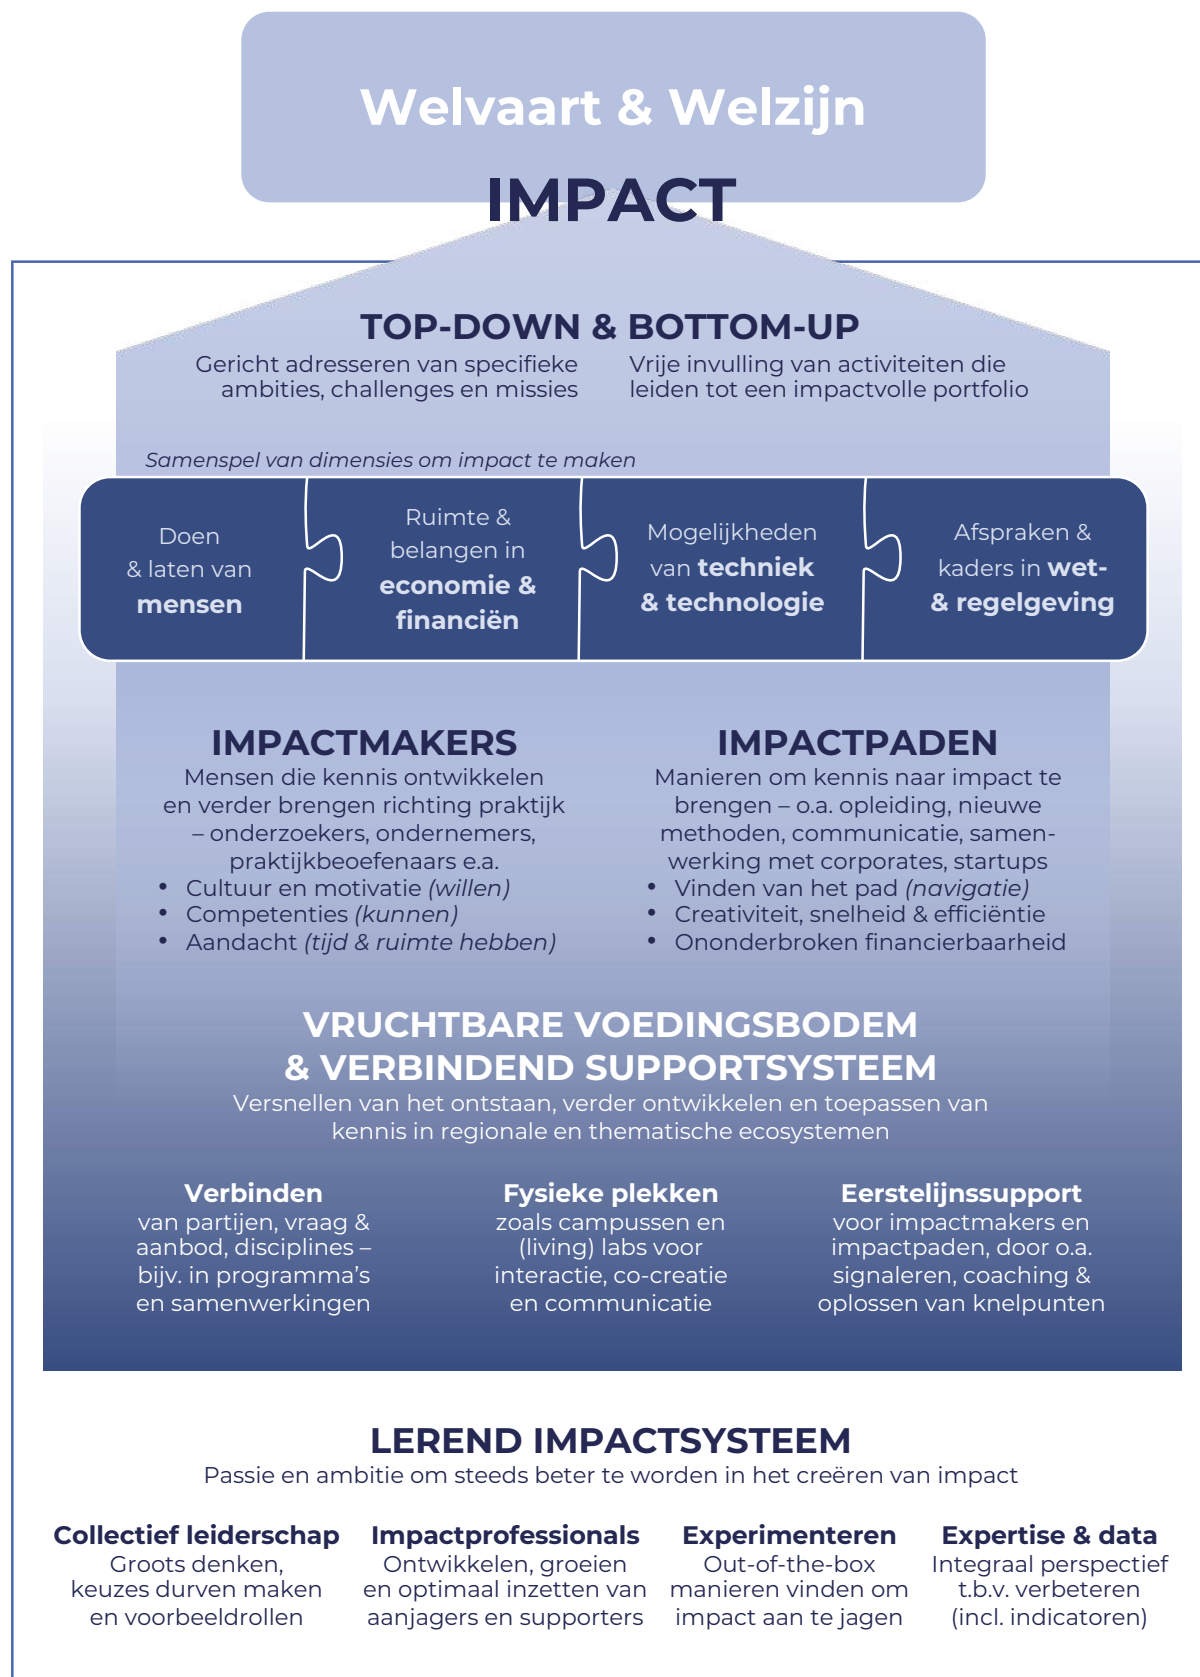 Welvaart & Welzijn
IMPACT
TOP-DOWN & BOTTOM-UP
Gericht adresseren van specifieke
ambities, challenges en missies
Vrije invulling van activiteiten die
leiden tot een impactvolle portfolio
Samenspel van dimensies om impact te maken
Doen
& laten van
mensen
Ruimte &
belangen in
economie &
financiën
Mogelijkheden
van techniek
& technologie
Afspraken &
kaders in wet-
& regelgeving
IMPACTMAKERS
Mensen die kennis ontwikkelen
en verder brengen richting praktijk
– onderzoekers, ondernemers,
praktijkbeoefenaars e.a.
• Cultuur en motivatie (willen)
• Competenties (kunnen)
• Aandacht (tijd & ruimte hebben)
IMPACTPADEN
Manieren om kennis naar impact te
brengen – o.a. opleiding, nieuwe
methoden, communicatie, samen-
werking met corporates, startups
• Vinden van het pad (navigatie)
• Creativiteit, snelheid & efficiëntie
• Ononderbroken financierbaarheid
VRUCHTBARE VOEDINGSBODEM
& VERBINDEND SUPPORTSYSTEEM
Versnellen van het ontstaan, verder ontwikkelen en toepassen van
kennis in regionale en thematische ecosystemen
Verbinden
van partijen, vraag &
aanbod, disciplines –
bijv. in programma’s
en samenwerkingen
Fysieke plekken
zoals campussen en
(living) labs voor
interactie, co-creatie
en communicatie
Eerstelijnssupport
voor impactmakers en
impactpaden, door o.a.
signaleren, coaching &
oplossen van knelpunten
LEREND IMPACTSYSTEEM
Passie en ambitie om steeds beter te worden in het creëren van impact
Collectief leiderschap
Groots denken,
keuzes durven maken
en voorbeeldrollen
Impactprofessionals
Ontwikkelen, groeien
en optimaal inzetten van
aanjagers en supporters
Experimenteren
Out-of-the-box
manieren vinden om
impact aan te jagen
Expertise & data
Integraal perspectief
t.b.v. verbeteren
(incl. indicatoren)